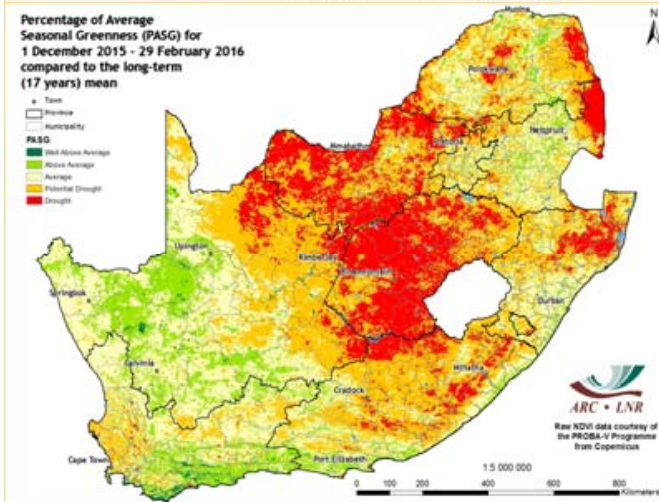 Percentage of Average
Seasonal Greenness (PASG) for
1 December 2015 - 29 February 2016
compared to the long-term
(17 years) mean
Town
Province
Municipality
PASG
Well Above Average
Above Average
Average
Potential Drought
Drought
N
Musina
Polokwane
Nelspruit
Mmabatho
Upington
Kimberley
Springbok
Durban
Calvinia
Mthatha
Cradock
Cape Town
Port Elizabeth
ARC • LNR
Raw NDVI data courtesy of
the PROBA-V Programme
from Copernicus
1:5 000 000
0 100 200 400 600 800
Kilometers